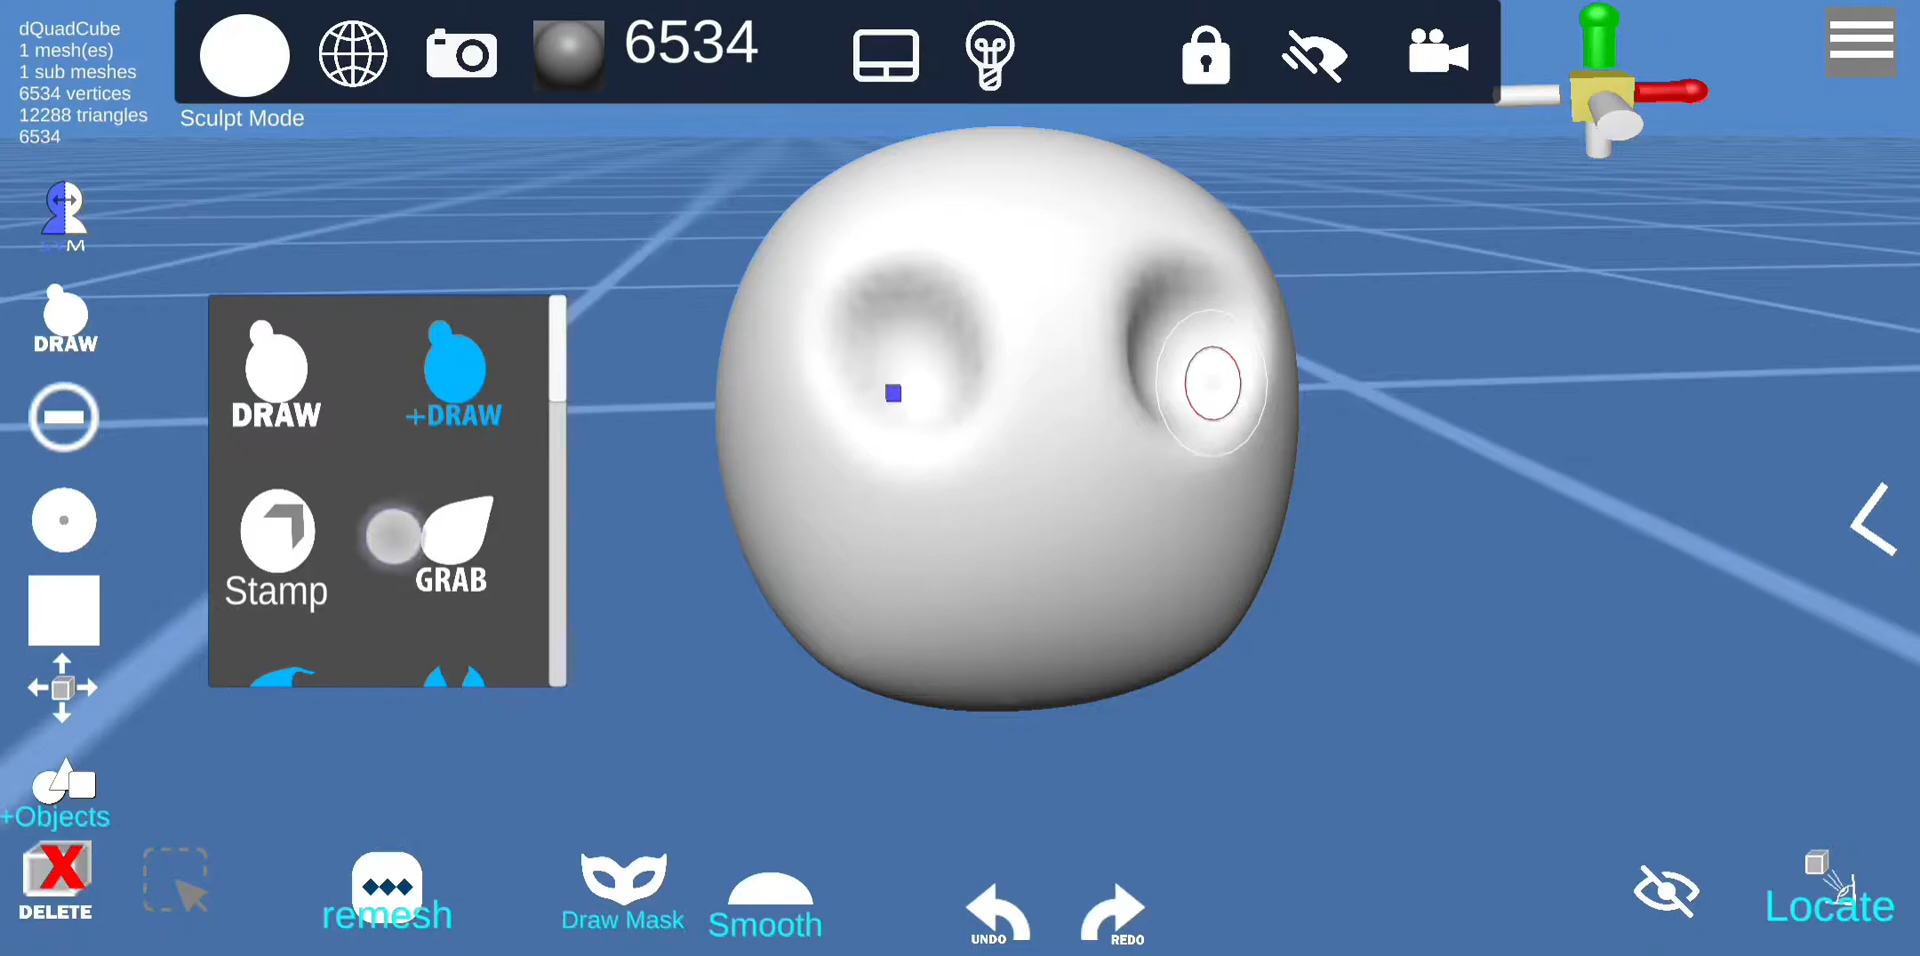 dQuadCube
1 mesh(es)
1 sub meshes
6534 vertices
12288 triangles
6534
6534
Sculpt Mode
DRAW
DRAW
+DRAW
Stamp
GRAB
+Objects
DELETE
remesh
Draw Mask
Smooth
UNDO
REDO
Locate